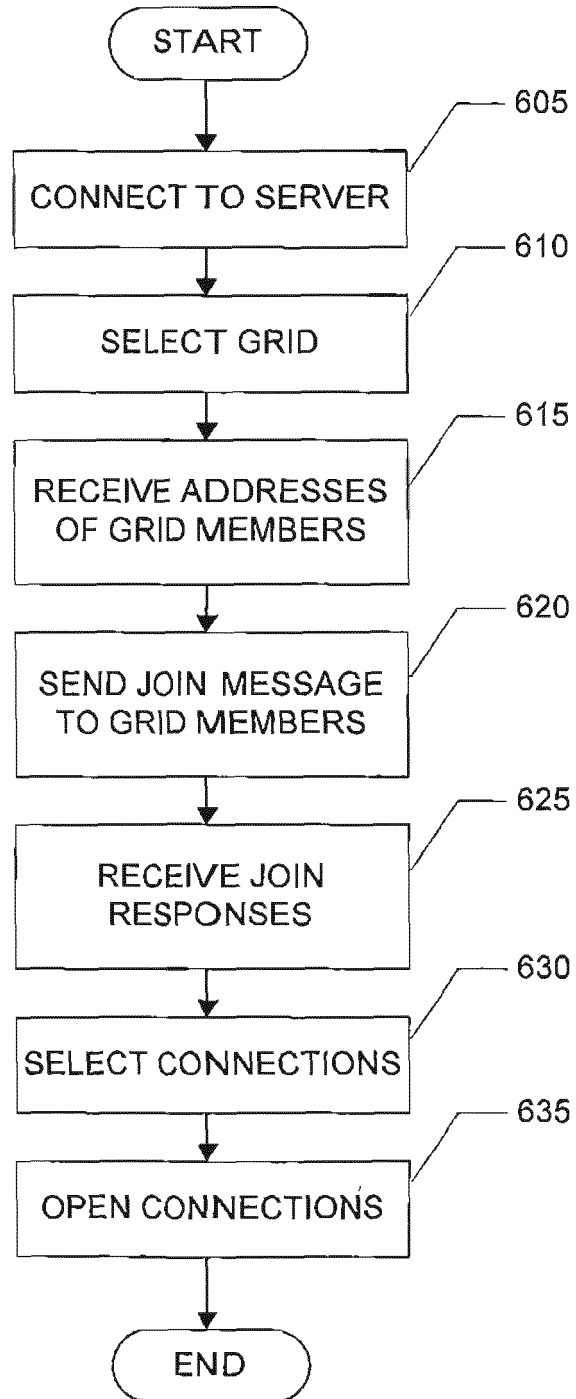 START
605
CONNECT TO SERVER
610
SELECT GRID
615
RECEIVE ADDRESSES
OF GRID MEMBERS
620
SEND JOIN MESSAGE
TO GRID MEMBERS
625
RECEIVE JOIN
RESPONSES
630
SELECT CONNECTIONS
635
OPEN CONNECTIONS
END